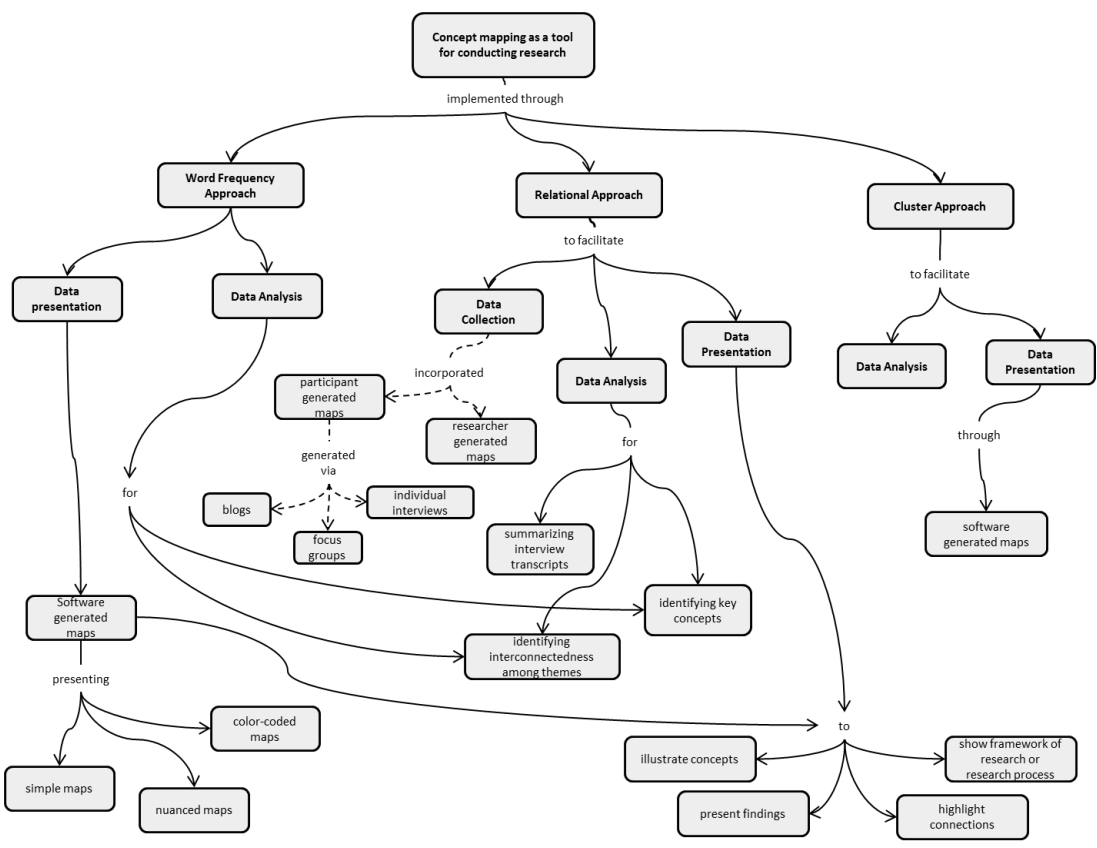 Concept mapping as a tool
for conducting research
implemented through
Word Frequency
Approach
Relational Approach
Cluster Approach
to facilitate
to facilitate
Data
presentation
Data Analysis
Data
Collection
Data
Presentation
Data Analysis
Data
Presentation
Data Analysis
incorporated
participant
generated
maps
researcher
generated
maps
for
through
generated
via
for
blogs
individual
interviews
focus
groups
summarizing
interview
transcripts
software
generated maps
identifying key
concepts
Software
generated
maps
identifying
interconnectedness
among themes
presenting
color-coded
maps
to
simple maps
nuanced maps
illustrate concepts
show framework of
research or
research process
present findings
highlight
connections